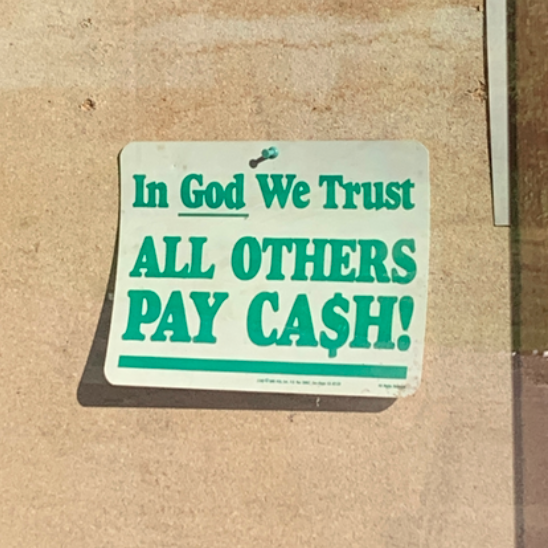 In God We Trust
ALL OTHERS
PAY CA$H!